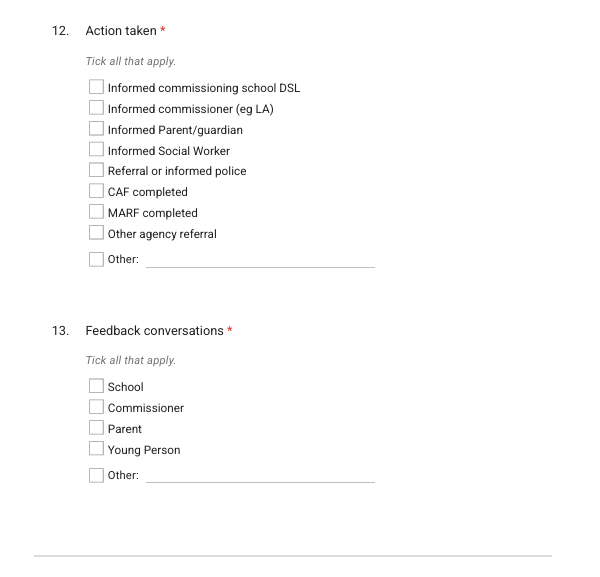 12. Action taken *
Tick all that apply.
Informed commissioning school DSL
Informed commissioner (eg LA)
Informed Parent/guardian
Informed Social Worker
Referral or informed police
CAF completed
MARF completed
Other agency referral
Other:
13. Feedback conversations *
Tick all that apply.
School
Commissioner
Parent
Young Person
Other: